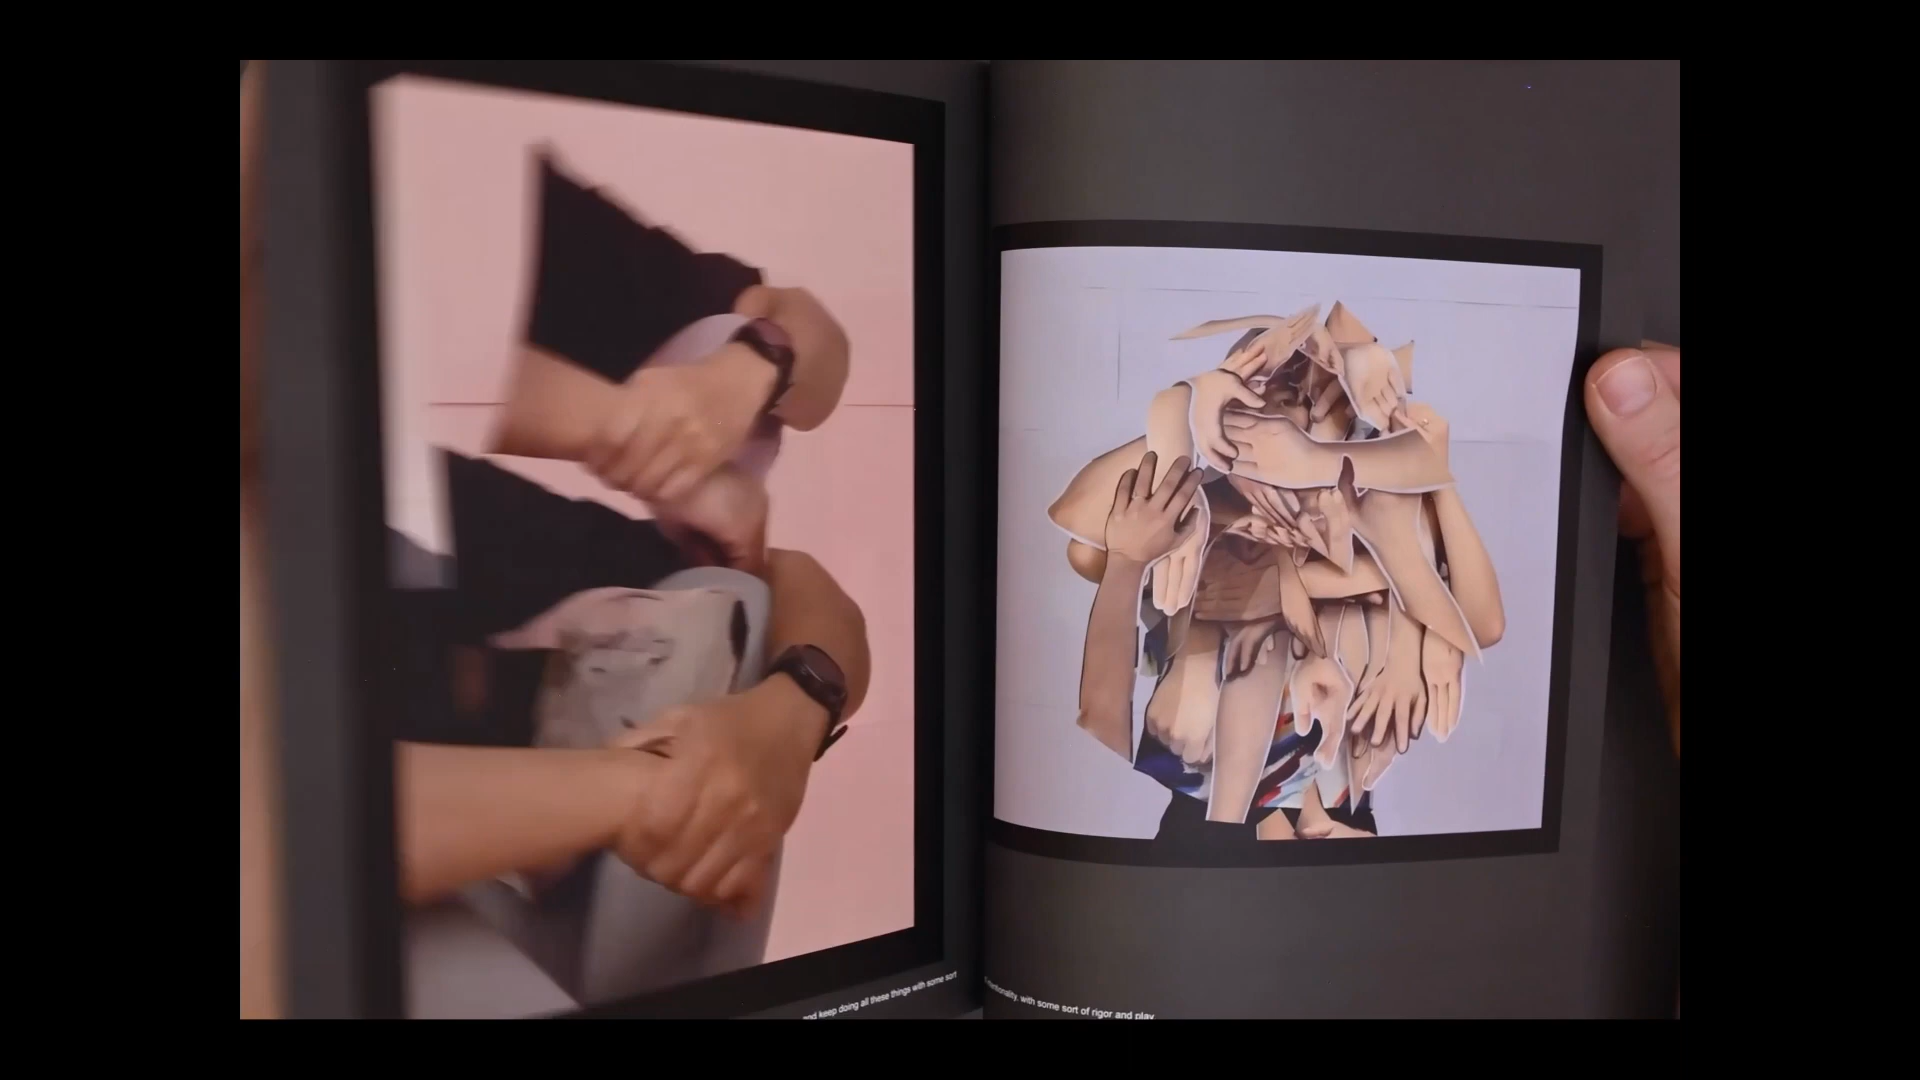 and keep doing all these things with some sort
intentionality, with some sort of rigor and play